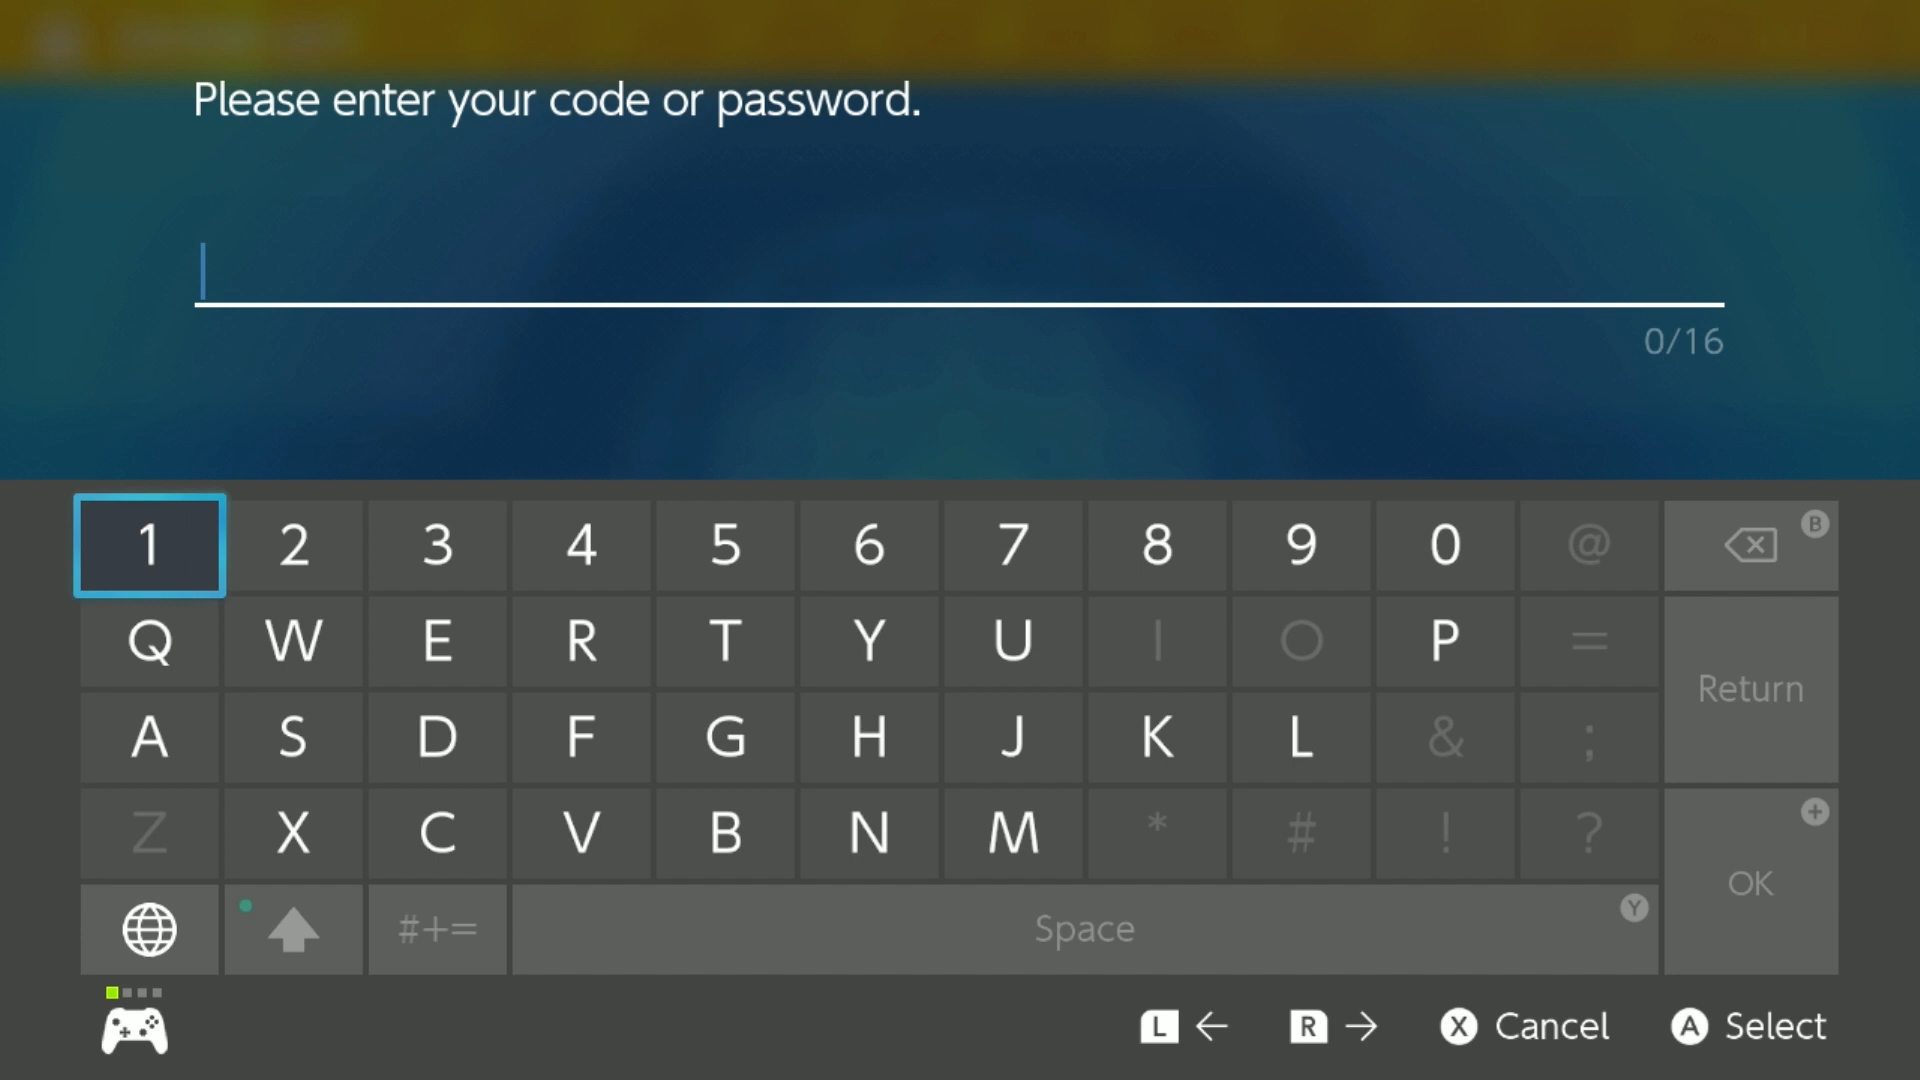 Please enter your code or password.
0/16
1 2 3 4 5 6 7 8 9 0 @ B
Q W E R T Y U I O P =
Return
A S D F G H J K L & ;
Z X C V B N M * # ! ? +
OK
#+= Space Y
L ← R → X Cancel A Select